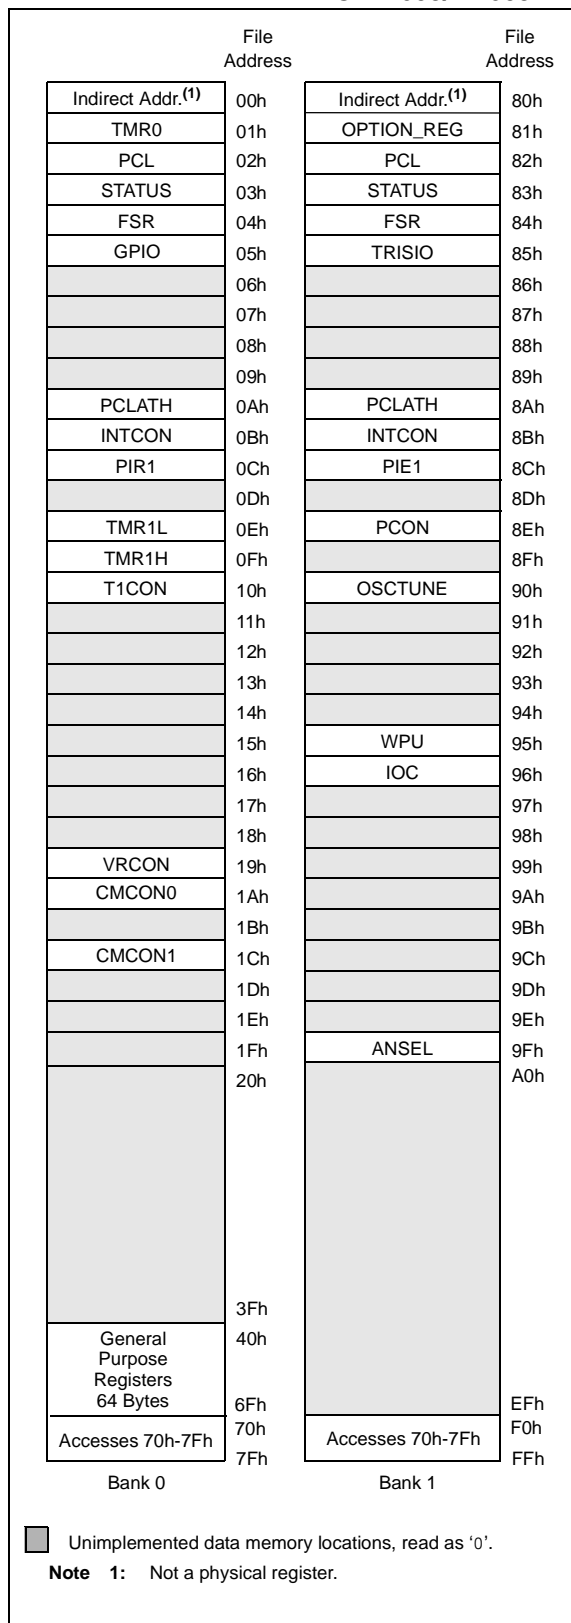 File
Address
File
Address
Indirect Addr.(1) 00h Indirect Addr.(1) 80h
TMR0 01h OPTION_REG 81h
PCL 02h PCL 82h
STATUS 03h STATUS 83h
FSR 04h FSR 84h
GPIO 05h TRISIO 85h
06h 86h
07h 87h
08h 88h
09h 89h
PCLATH 0Ah PCLATH 8Ah
INTCON 0Bh INTCON 8Bh
PIR1 0Ch PIE1 8Ch
0Dh 8Dh
TMR1L 0Eh PCON 8Eh
TMR1H 0Fh 8Fh
T1CON 10h OSCTUNE 90h
11h 91h
12h 92h
13h 93h
14h 94h
15h WPU 95h
16h IOC 96h
17h 97h
18h 98h
VRCON 19h 99h
CMCON0 1Ah 9Ah
1Bh 9Bh
CMCON1 1Ch 9Ch
1Dh 9Dh
1Eh 9Eh
1Fh ANSEL 9Fh
20h A0h
3Fh
General 40h
Purpose
Registers
64 Bytes 6Fh EFh
70h F0h
Accesses 70h-7Fh Accesses 70h-7Fh
7Fh FFh
Bank 0 Bank 1
Unimplemented data memory locations, read as ‘0’.
Note 1: Not a physical register.